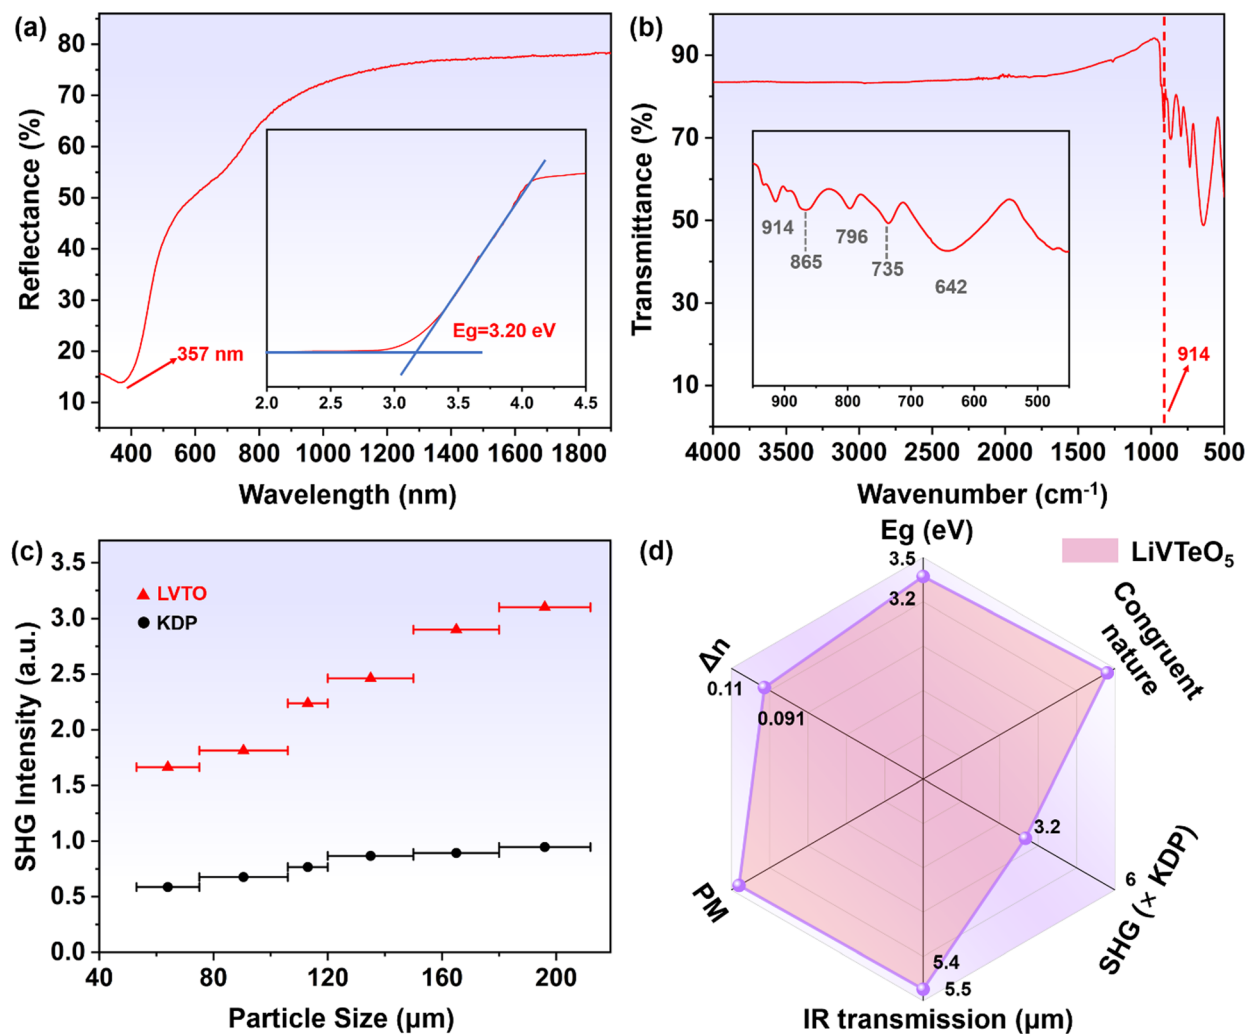 (a)
80
70
60
50
40
30
20
10
Reflectance (%)
357 nm
Eg=3.20 eV
2.0 2.5 3.0 3.5 4.0 4.5
400 600 800 1000 1200 1400 1600 1800
Wavelength (nm)
(b)
90
70
50
30
10
Transmittance (%)
914
865
796
735
642
900 800 700 600 500
914
4000 3500 3000 2500 2000 1500 1000 500
Wavenumber (cm⁻¹)
(c)
3.5
3.0
2.5
2.0
1.5
1.0
0.5
0.0
SHG Intensity (a.u.)
LVTO
KDP
40 80 120 160 200
Particle Size (μm)
(d)
Eg (eV)
3.5
3.2
LiVTeO₅
Congruent
nature
Δn
0.11
0.091
3.2
6
SHG (× KDP)
PM
5.4
5.5
IR transmission (μm)